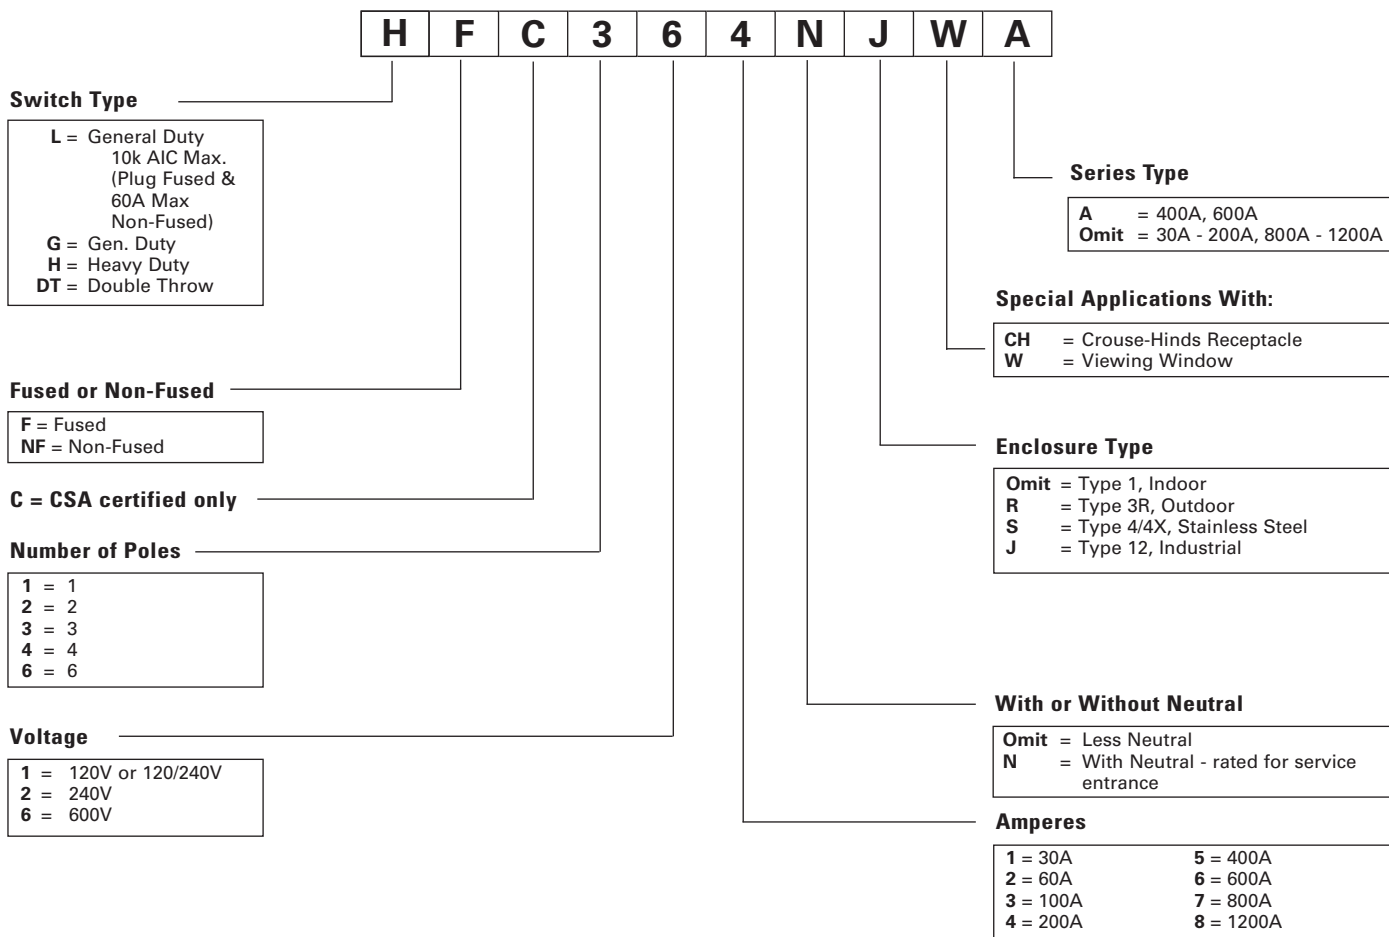 H F C 3 6 4 N J W A
Switch Type
L = General Duty
10k AIC Max.
(Plug Fused &
60A Max
Non-Fused)
G = Gen. Duty
H = Heavy Duty
DT = Double Throw
Fused or Non-Fused
F = Fused
NF = Non-Fused
C = CSA certified only
Number of Poles
1 = 1
2 = 2
3 = 3
4 = 4
6 = 6
Voltage
1 = 120V or 120/240V
2 = 240V
6 = 600V
Series Type
A = 400A, 600A
Omit = 30A - 200A, 800A - 1200A
Special Applications With:
CH = Crouse-Hinds Receptacle
W = Viewing Window
Enclosure Type
Omit = Type 1, Indoor
R = Type 3R, Outdoor
S = Type 4/4X, Stainless Steel
J = Type 12, Industrial
With or Without Neutral
Omit = Less Neutral
N = With Neutral - rated for service
entrance
Amperes
1 = 30A 5 = 400A
2 = 60A 6 = 600A
3 = 100A 7 = 800A
4 = 200A 8 = 1200A